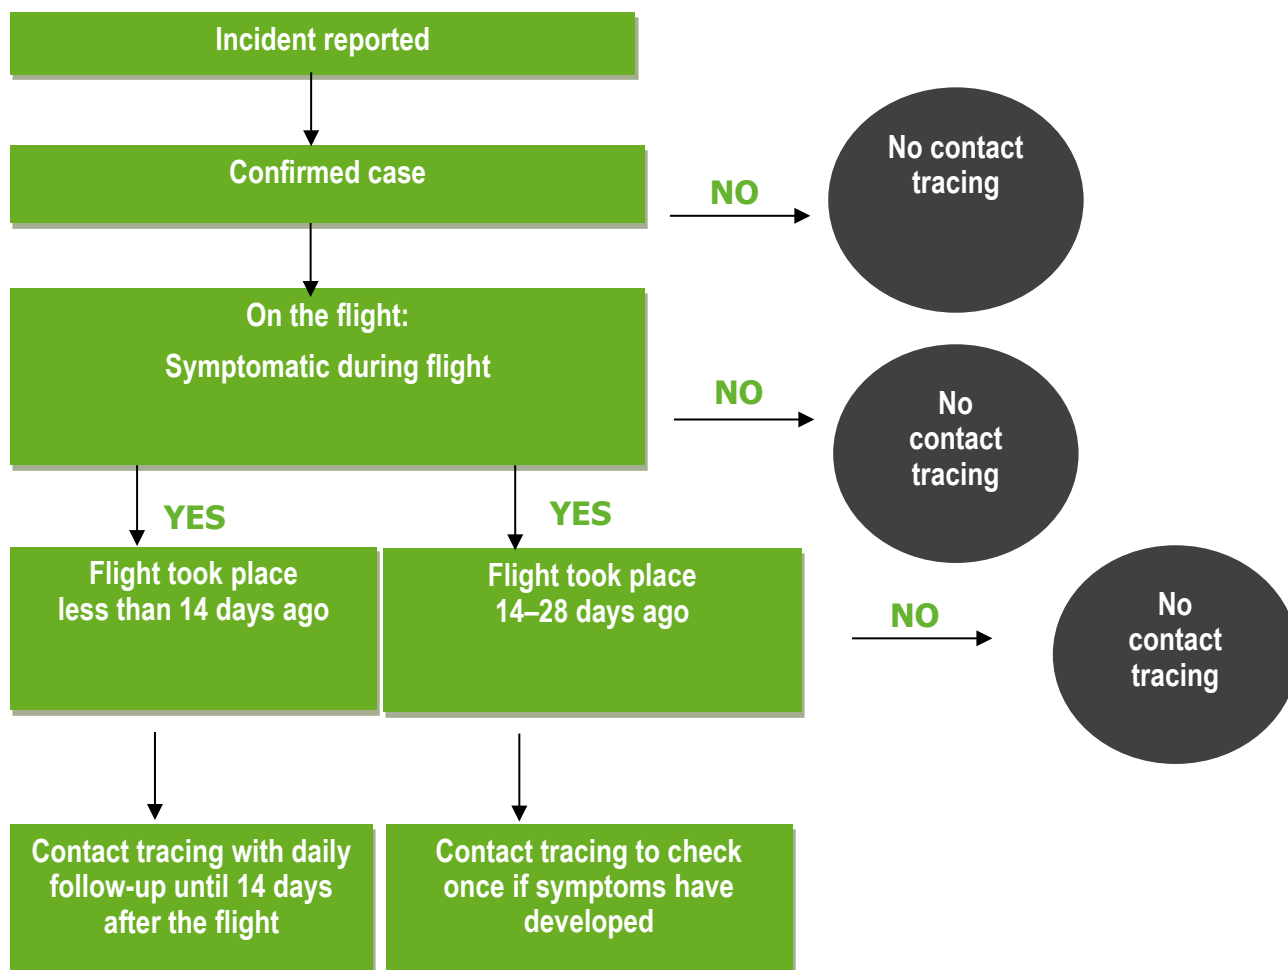 Incident reported
Confirmed case
NO
No contact
tracing
On the flight:
Symptomatic during flight
NO
No
contact
tracing
YES
YES
Flight took place
less than 14 days ago
Flight took place
14–28 days ago
NO
No
contact
tracing
Contact tracing with daily
follow-up until 14 days
after the flight
Contact tracing to check
once if symptoms have
developed